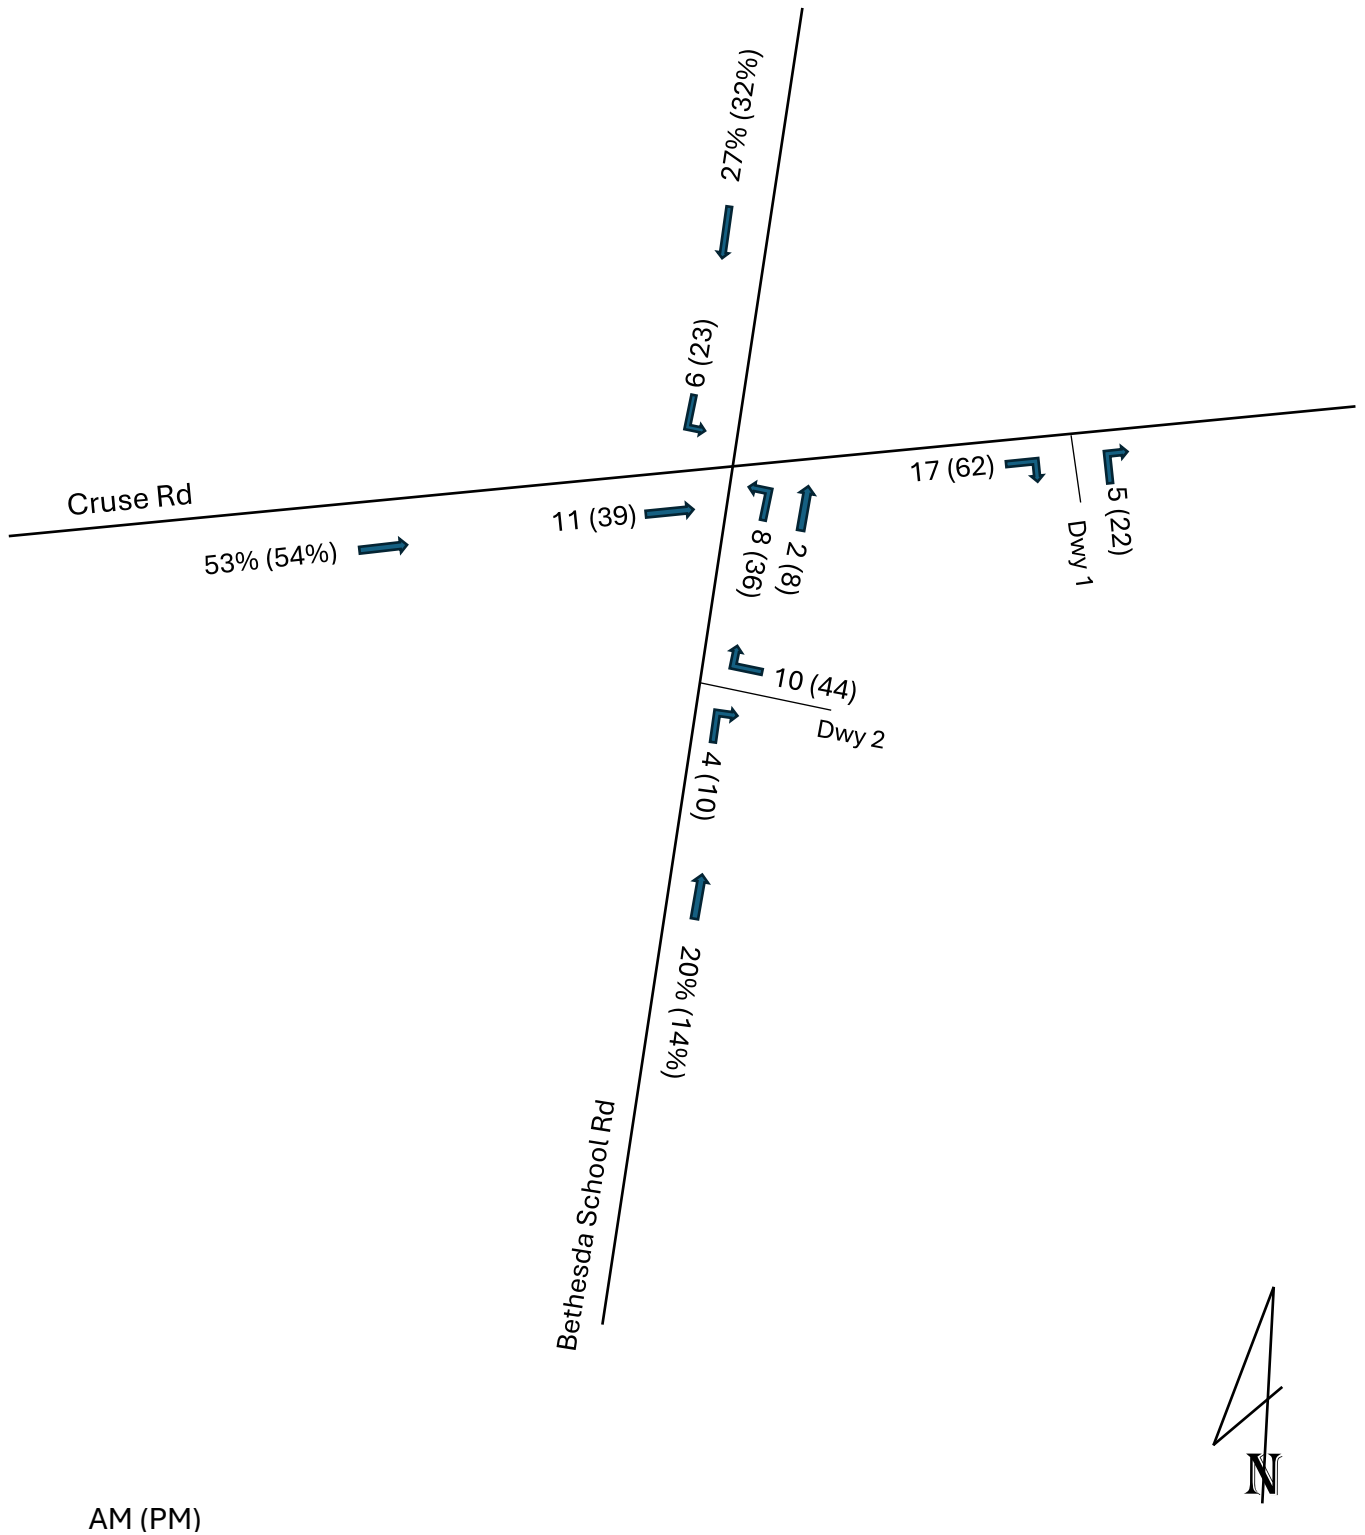 27% (32%)
6 (23)
Cruse Rd
53% (54%)
11 (39)
8 (36)
2 (8)
17 (62)
Dwy 1
5 (22)
10 (44)
Dwy 2
4 (10)
20% (14%)
Bethesda School Rd
N
AM (PM)